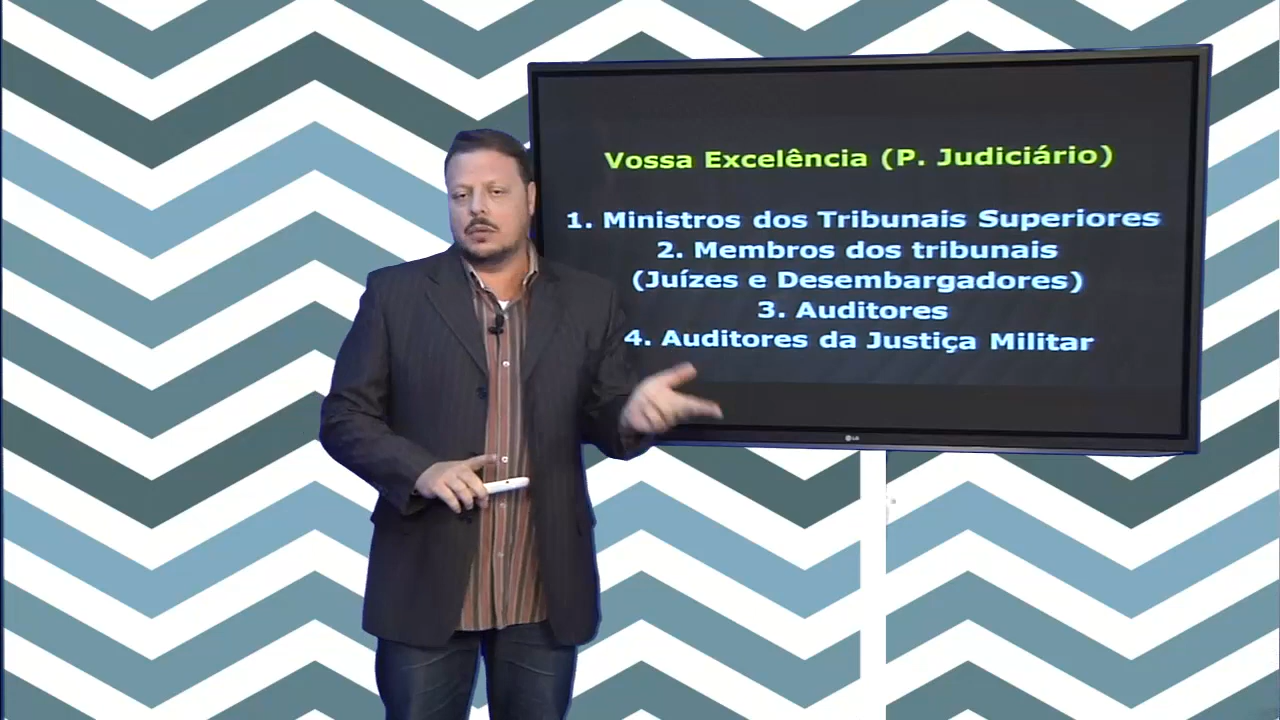 Vossa Excelência (P. Judiciário)
1. Ministros dos Tribunais Superiores
2. Membros dos tribunais
(Juízes e Desembargadores)
3. Auditores
4. Auditores da Justiça Militar
LG